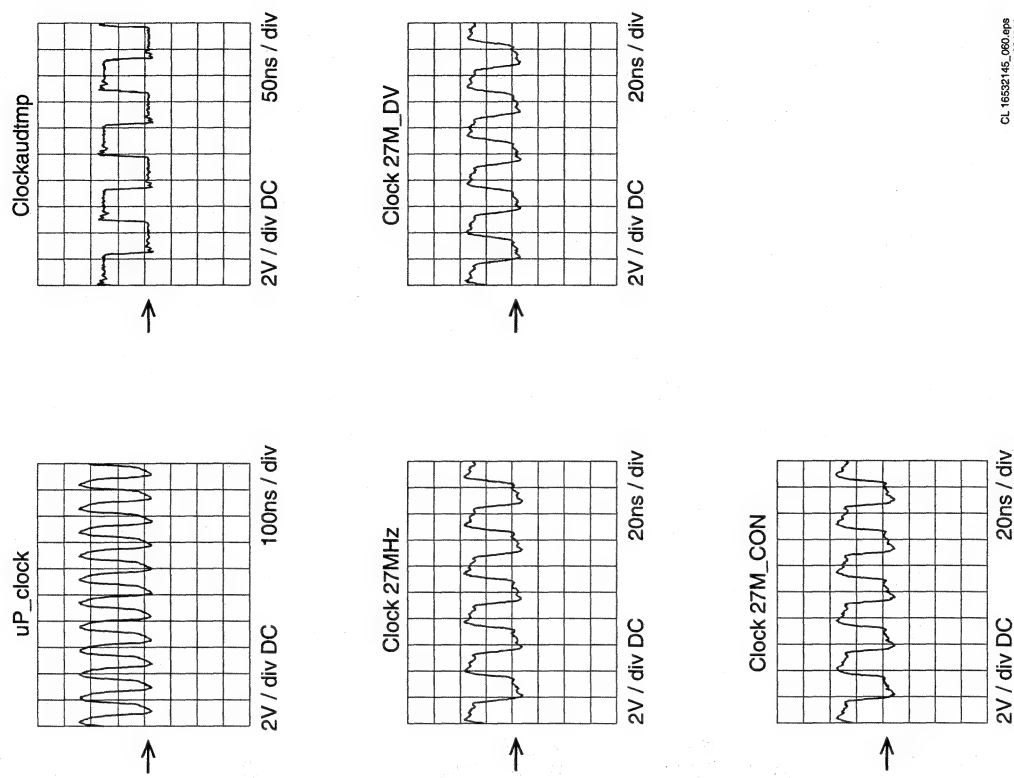 uP_clock
2V / div DC 100ns / div
Clockaudtmp
2V / div DC 50ns / div
Clock 27MHz
2V / div DC 20ns / div
Clock 27M_DV
2V / div DC 20ns / div
Clock 27M_CON
2V / div DC 20ns / div
CL 16532145_060.eps